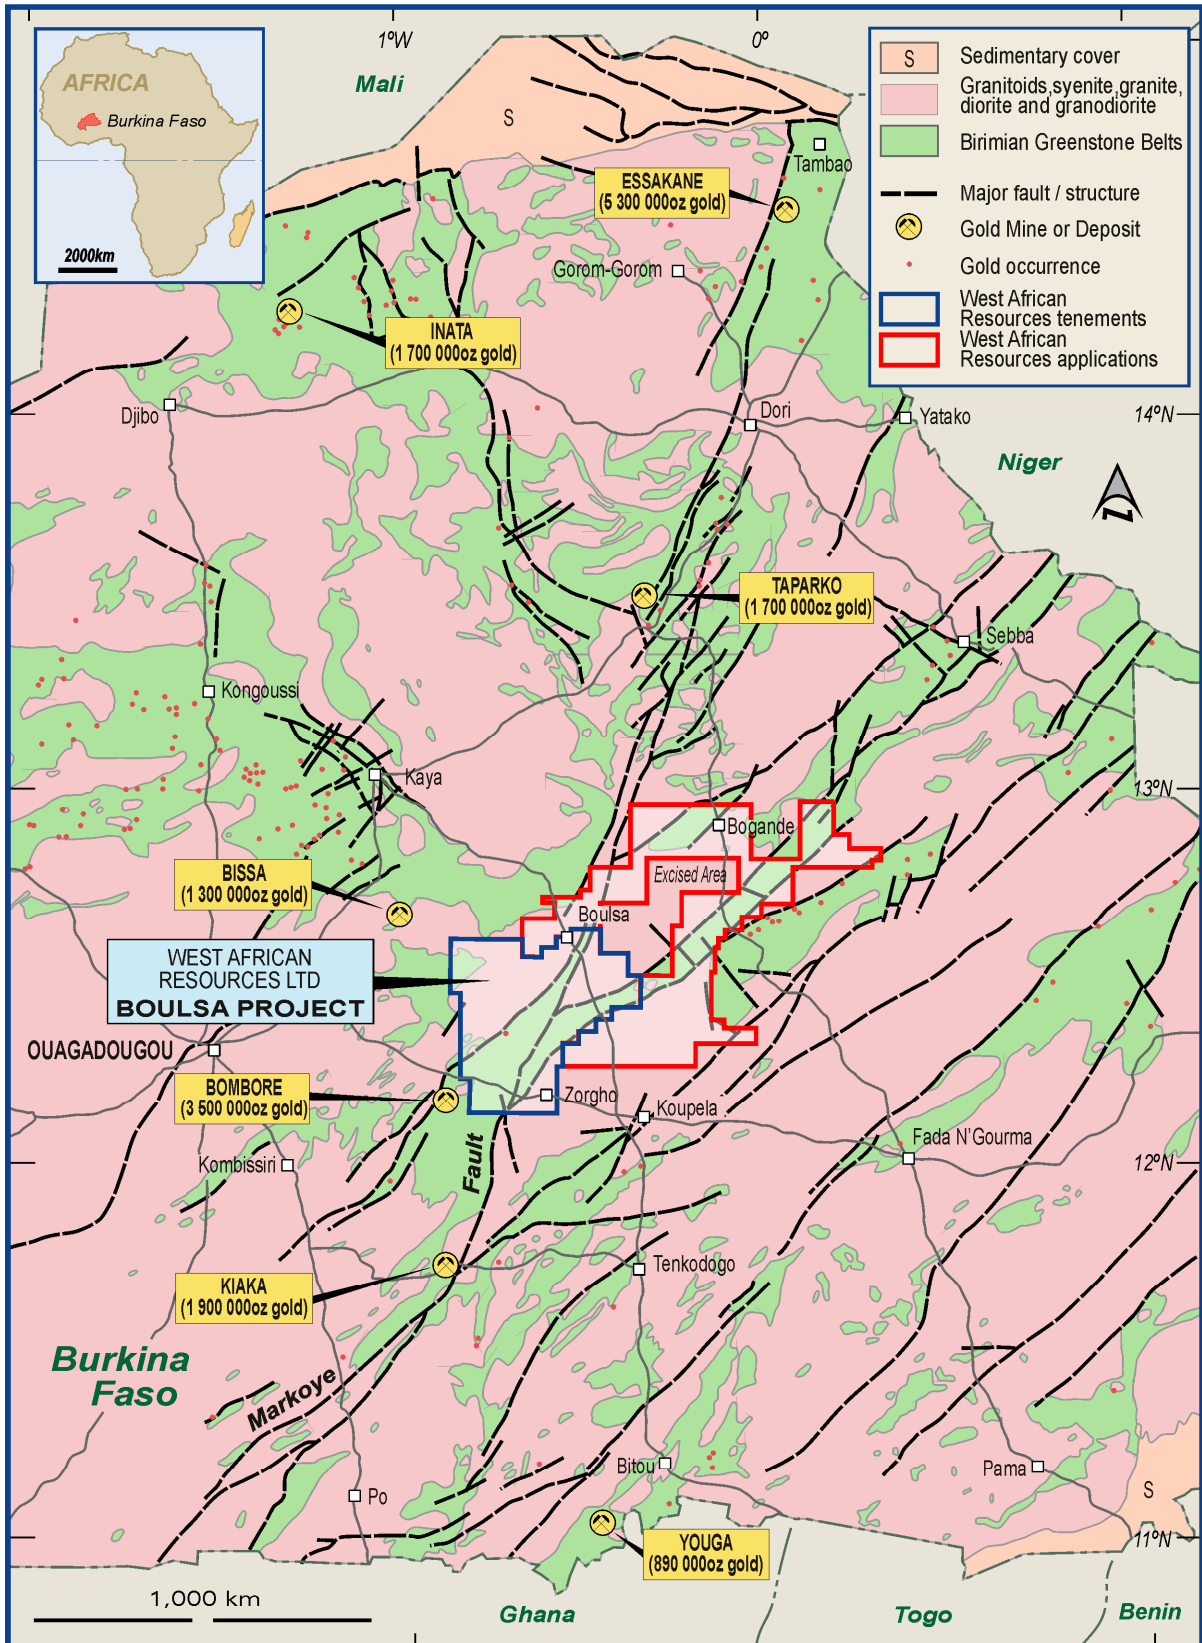 1°W
0°
AFRICA
Burkina Faso
2000km
Mali
S
Sedimentary cover
Granitoids,syenite,granite,
diorite and granodiorite
Birimian Greenstone Belts
Major fault / structure
Gold Mine or Deposit
Gold occurrence
West African
Resources tenements
West African
Resources applications
S
Tambao
ESSAKANE
(5 300 000oz gold)
Gorom-Gorom
INATA
(1 700 000oz gold)
Djibo
Dori
Yatako
14°N
Niger
N
TAPARKO
(1 700 000oz gold)
Sebba
Kongoussi
Kaya
13°N
Bogande
BISSA
(1 300 000oz gold)
Excised Area
Boulsa
WEST AFRICAN
RESOURCES LTD
BOULSA PROJECT
OUAGADOUGOU
BOMBORE
(3 500 000oz gold)
Zorgho
Koupela
Fada N'Gourma
Kombissiri
Fault
12°N
KIAKA
(1 900 000oz gold)
Tenkodogo
Burkina
Faso
Markoye
Bitou
Pama
Po
S
YOUGA
(890 000oz gold)
11°N
1,000 km
Ghana
Togo
Benin